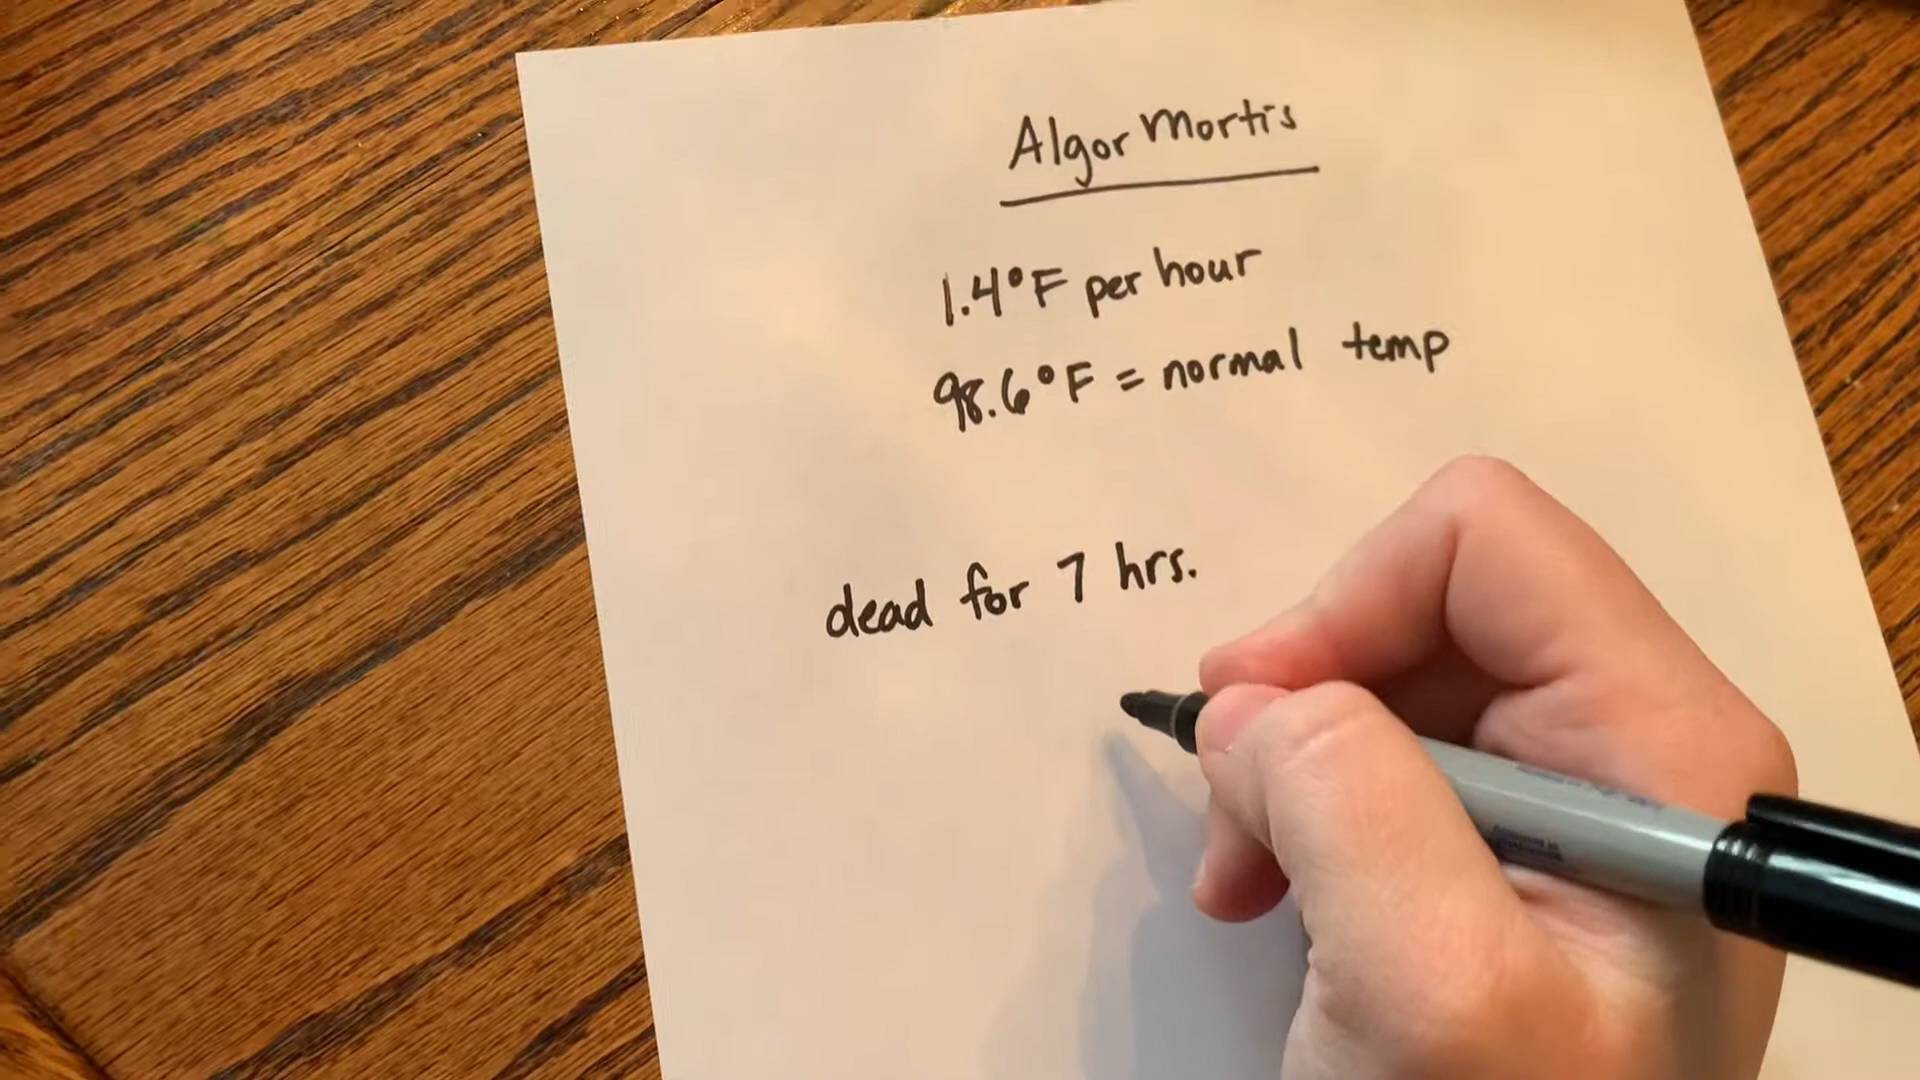 Algor Mortis
1.4°F per hour
98.6°F = normal temp
dead for 7 hrs.